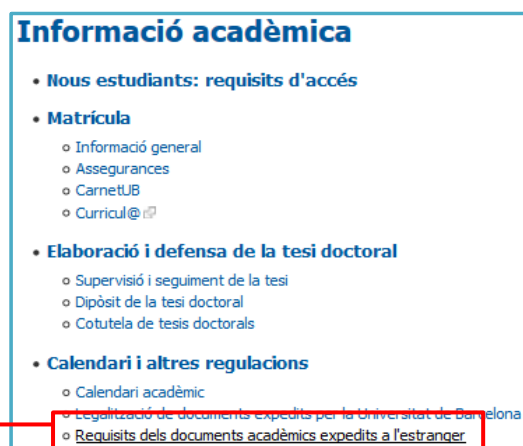 Informació acadèmica
• Nous estudiants: requisits d'accés
• Matrícula
o Informació general
o Assegurances
o CarnetUB
o Curricul@
• Elaboració i defensa de la tesi doctoral
o Supervisió i seguiment de la tesi
o Dipòsit de la tesi doctoral
o Cotutela de tesis doctorals
• Calendari i altres regulacions
o Calendari acadèmic
o Legalització de documents expedits per la Universitat de Barcelona
o Requisits dels documents acadèmics expedits a l'estranger